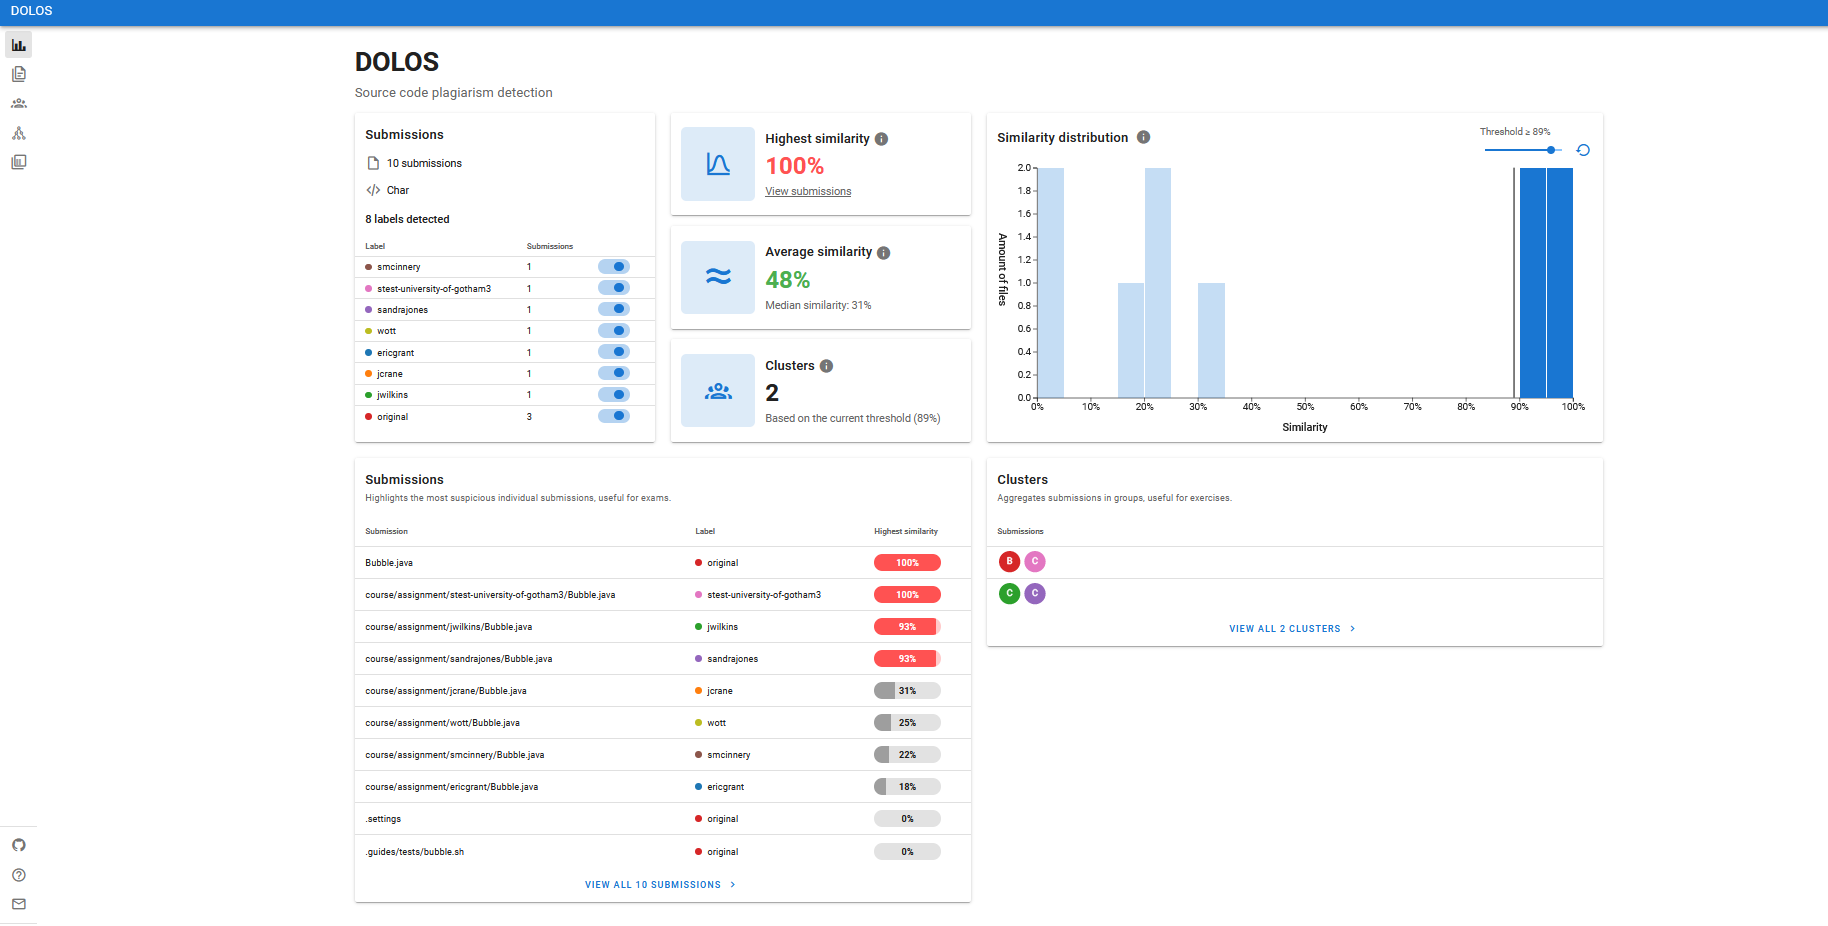 DOLOS
DOLOS
Source code plagiarism detection
Submissions
10 submissions
Char
8 labels detected
Label Submissions
smcinnery 1
stest-university-of-gotham3 1
sandrajones 1
wott 1
ericgrant 1
jcrane 1
jwilkins 1
original 3
Highest similarity
100%
View submissions
Average similarity
48%
Median similarity: 31%
Clusters
2
Based on the current threshold (89%)
Similarity distribution
Threshold ≥ 89%
2.0
1.8
1.6
1.4
1.2
1.0
0.8
0.6
0.4
0.2
0.0
Amount of files
0% 10% 20% 30% 40% 50% 60% 70% 80% 90% 100%
Similarity
Submissions
Highlights the most suspicious individual submissions, useful for exams.
Submission Label Highest similarity
Bubble.java original 100%
course/assignment/stest-university-of-gotham3/Bubble.java stest-university-of-gotham3 100%
course/assignment/jwilkins/Bubble.java jwilkins 93%
course/assignment/sandrajones/Bubble.java sandrajones 93%
course/assignment/jcrane/Bubble.java jcrane 31%
course/assignment/wott/Bubble.java wott 25%
course/assignment/smcinnery/Bubble.java smcinnery 22%
course/assignment/ericgrant/Bubble.java ericgrant 18%
.settings original 0%
.guides/tests/bubble.sh original 0%
VIEW ALL 10 SUBMISSIONS
Clusters
Aggregates submissions in groups, useful for exercises.
Submissions
B C
C C
VIEW ALL 2 CLUSTERS